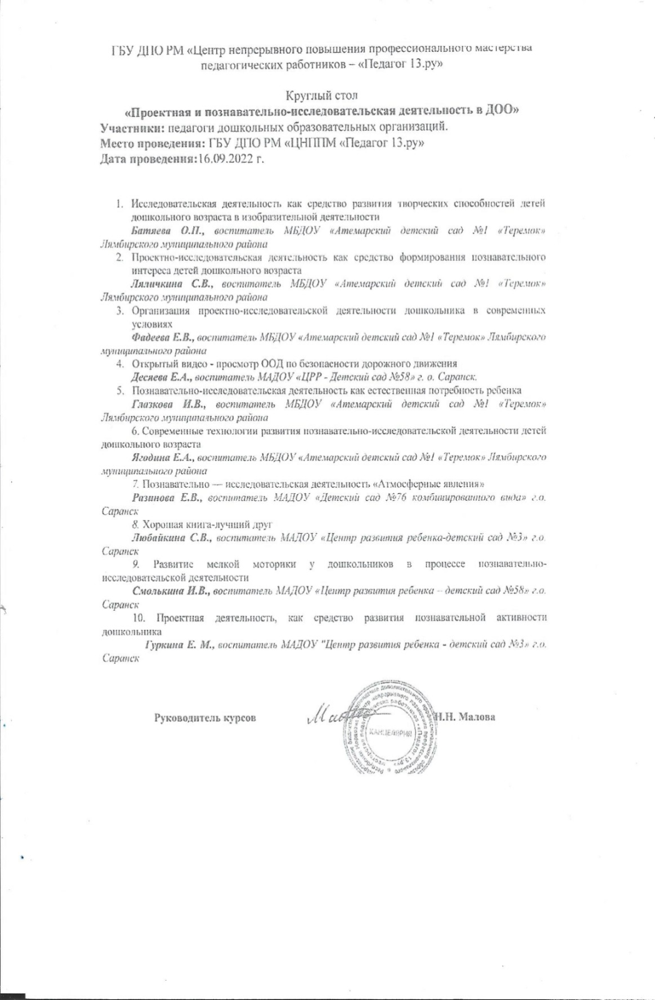 ГБУ ДПО РМ «Центр непрерывного повышения профессионального мастерства
педагогических работников – «Педагог 13.ру»
Круглый стол
«Проектная и познавательно-исследовательская деятельность в ДОО»
Участники: педагоги дошкольных образовательных организаций.
Место проведения: ГБУ ДПО РМ «ЦНППМ «Педагог 13.ру»
Дата проведения:16.09.2022 г.
1. Исследовательская деятельность как средство развития творческих способностей детей
дошкольного возраста в изобразительной деятельности
Батяева О.П., воспитатель МБДОУ «Атемарский детский сад №1 «Теремок»
Лямбирского муниципального района
2. Проектно-исследовательская деятельность как средство формирования познавательного
интереса детей дошкольного возраста
Ляличкина С.В., воспитатель МБДОУ «Атемарский детский сад №1 «Теремок»
Лямбирского муниципального района
3. Организация проектно-исследовательской деятельности дошкольника в современных
условиях
Фадеева Е.В., воспитатель МБДОУ «Атемарский детский сад №1 «Теремок» Лямбирского
муниципального района
4. Открытый видео - просмотр ООД по безопасности дорожного движения
Десяева Е.А., воспитатель МАДОУ «ЦРР - Детский сад №58» г. о. Саранск.
5. Познавательно-исследовательская деятельность как естественная потребность ребенка
Глазкова И.В., воспитатель МБДОУ «Атемарский детский сад №1 «Теремок»
Лямбирского муниципального района
6. Современные технологии развития познавательно-исследовательской деятельности детей
дошкольного возраста
Ягодина Е.А., воспитатель МБДОУ «Атемарский детский сад №1 «Теремок» Лямбирского
муниципального района
7. Познавательно — исследовательская деятельность «Атмосферные явления»
Разинова Е.В., воспитатель МАДОУ «Детский сад №76 комбинированного вида» г.о.
Саранск
8. Хорошая книга-лучший друг
Любайкина С.В., воспитатель МАДОУ «Центр развития ребенка-детский сад №3» г.о.
Саранск
9. Развитие мелкой моторики у дошкольников в процессе познавательно-
исследовательской деятельности
Смолькина И.В., воспитатель МАДОУ «Центр развития ребенка – детский сад №58» г.о.
Саранск
10. Проектная деятельность, как средство развития познавательной активности
дошкольника
Гуркина Е. М., воспитатель МАДОУ "Центр развития ребенка - детский сад №3» г.о.
Саранск
Руководитель курсов
Н.Н. Малова
КАНЦЕЛЯРИЯ